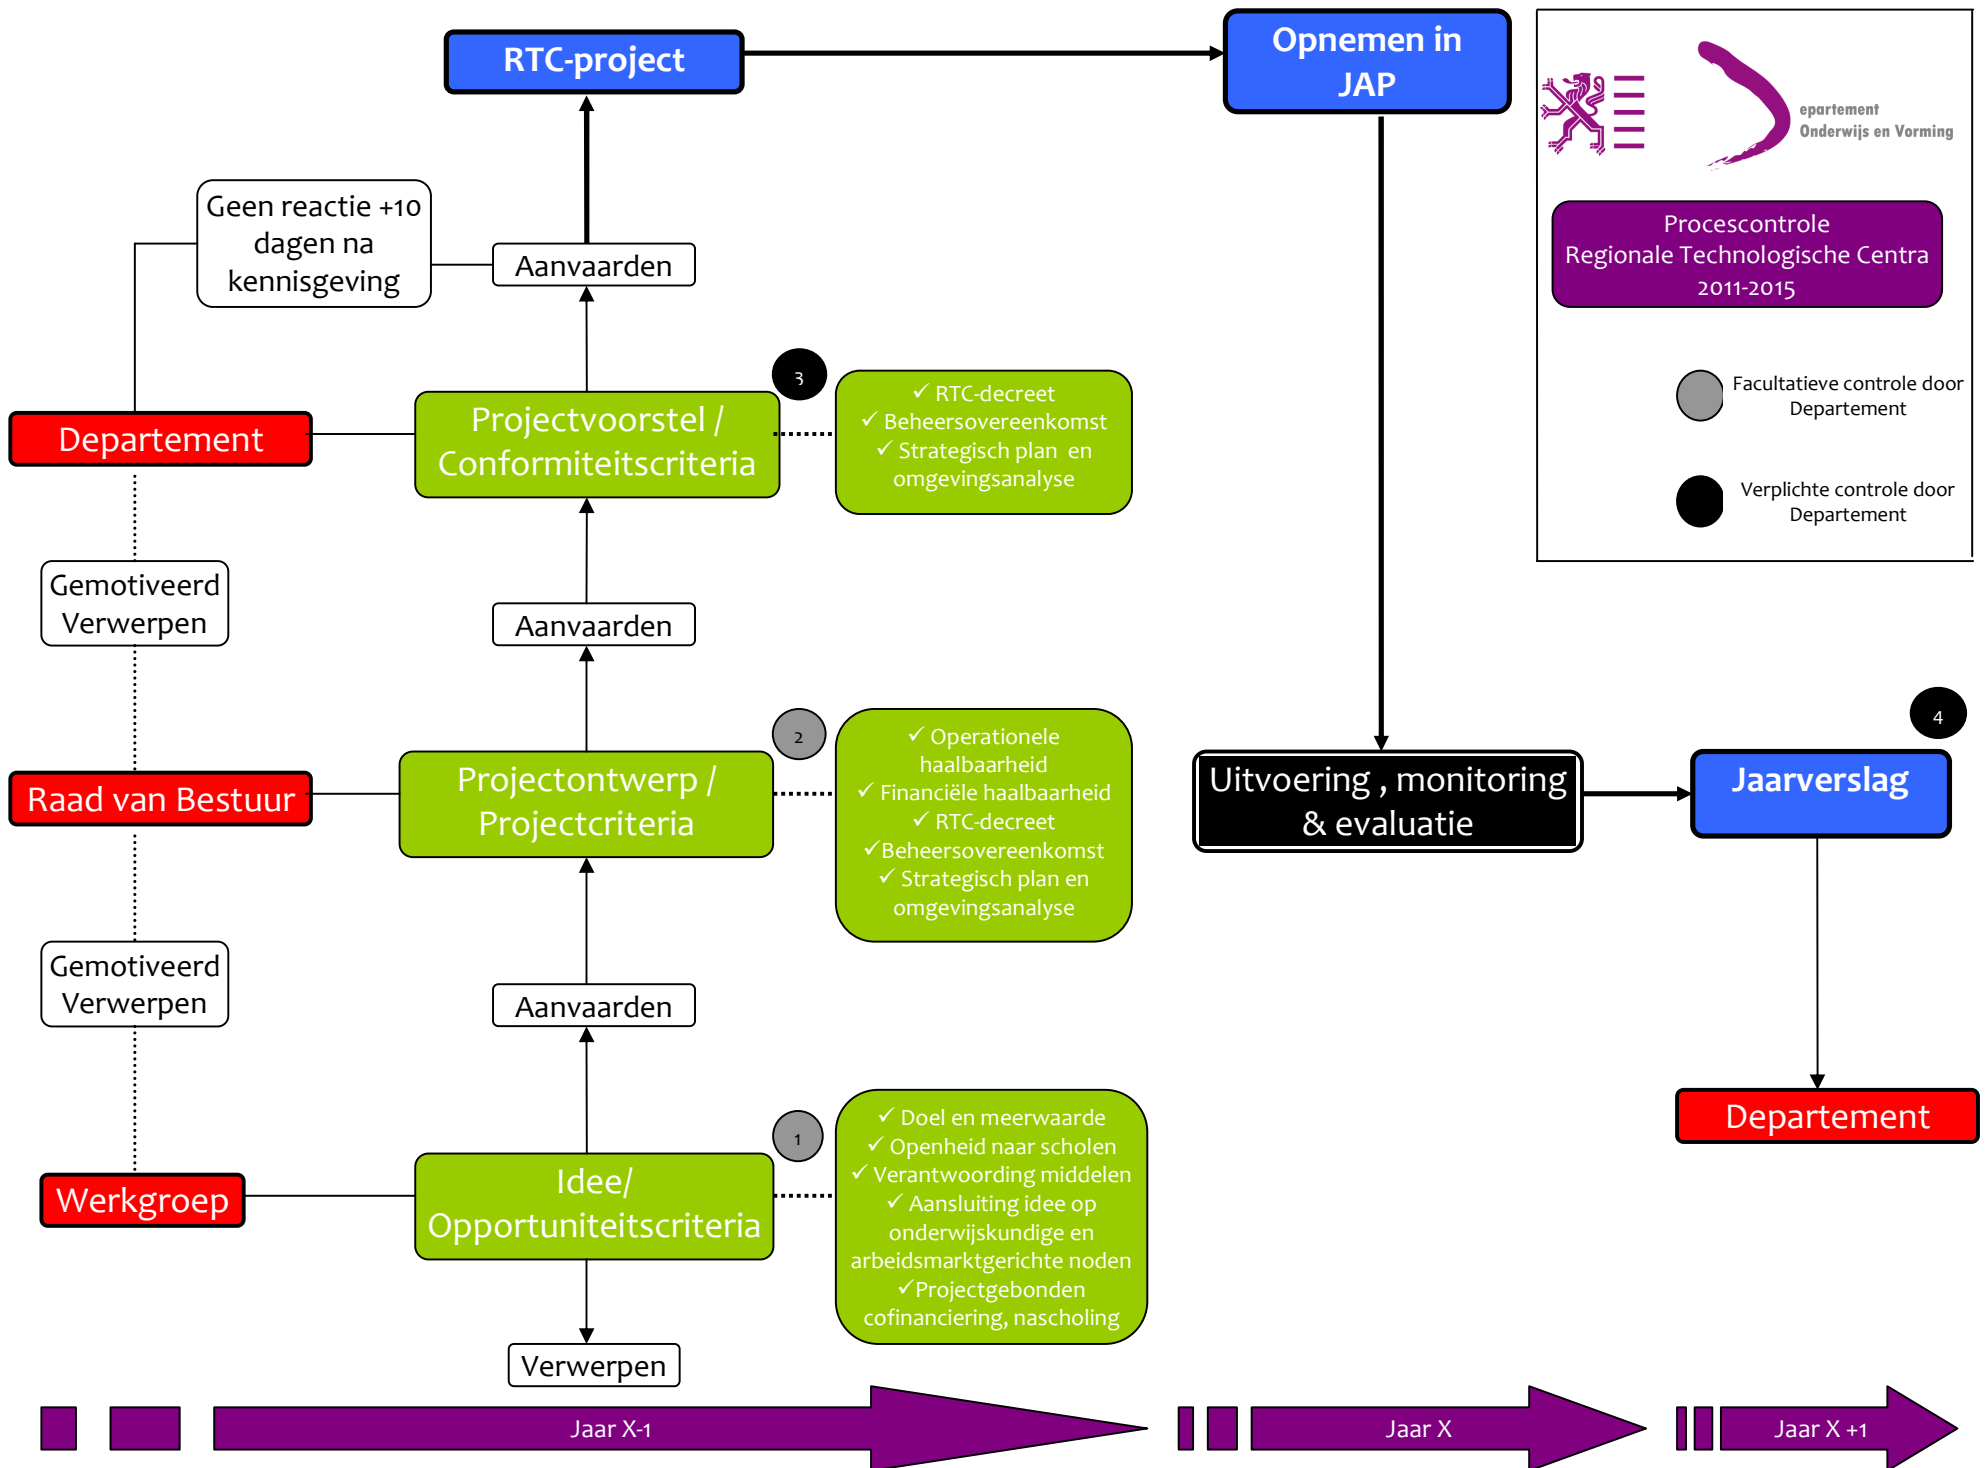 RTC-project
Opnemen in
JAP
epartement
Onderwijs en Vorming
Procescontrole
Regionale Technologische Centra
2011-2015
Facultatieve controle door
Departement
Verplichte controle door
Departement
Geen reactie +10
dagen na
kennisgeving
Aanvaarden
3
Departement
Projectvoorstel /
Conformiteitscriteria
✓ RTC-decreet
✓ Beheersovereenkomst
✓ Strategisch plan en
omgevingsanalyse
Gemotiveerd
Verwerpen
Aanvaarden
2
Raad van Bestuur
Projectontwerp /
Projectcriteria
✓ Operationele
haalbaarheid
✓ Financiële haalbaarheid
✓ RTC-decreet
✓Beheersovereenkomst
✓ Strategisch plan en
omgevingsanalyse
Uitvoering , monitoring
& evaluatie
4
Jaarverslag
Departement
Gemotiveerd
Verwerpen
Aanvaarden
1
Werkgroep
Idee/
Opportuniteitscriteria
✓ Doel en meerwaarde
✓ Openheid naar scholen
✓ Verantwoording middelen
✓ Aansluiting idee op
onderwijskundige en
arbeidsmarktgerichte noden
✓Projectgebonden
cofinanciering, nascholing
Verwerpen
Jaar X-1
Jaar X
Jaar X +1